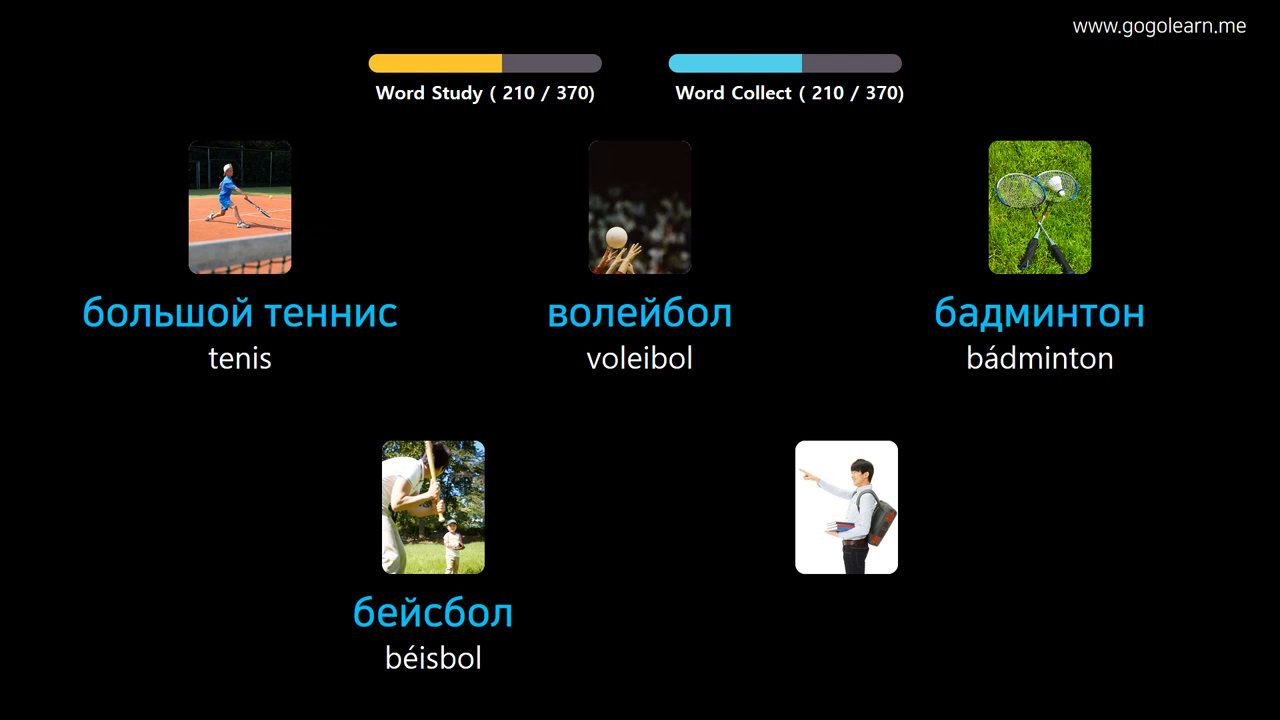 www.gogolearn.me
Word Study ( 210 / 370)
Word Collect ( 210 / 370)
большой теннис
tenis
волейбол
voleibol
бадминтон
bádminton
бейсбол
béisbol